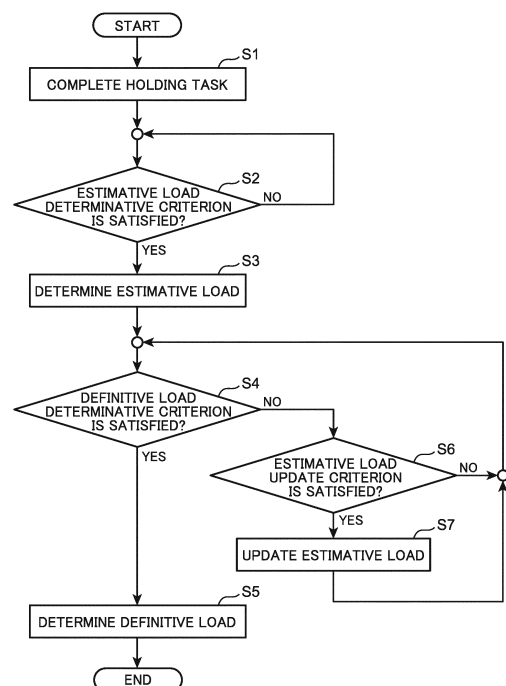 START
S1
COMPLETE HOLDING TASK
S2
ESTIMATIVE LOAD
DETERMINATIVE CRITERION
IS SATISFIED?
NO
YES
S3
DETERMINE ESTIMATIVE LOAD
S4
DEFINITIVE LOAD
DETERMINATIVE CRITERION
IS SATISFIED?
NO
YES
S6
ESTIMATIVE LOAD
UPDATE CRITERION
IS SATISFIED?
NO
YES
S7
UPDATE ESTIMATIVE LOAD
S5
DETERMINE DEFINITIVE LOAD
END